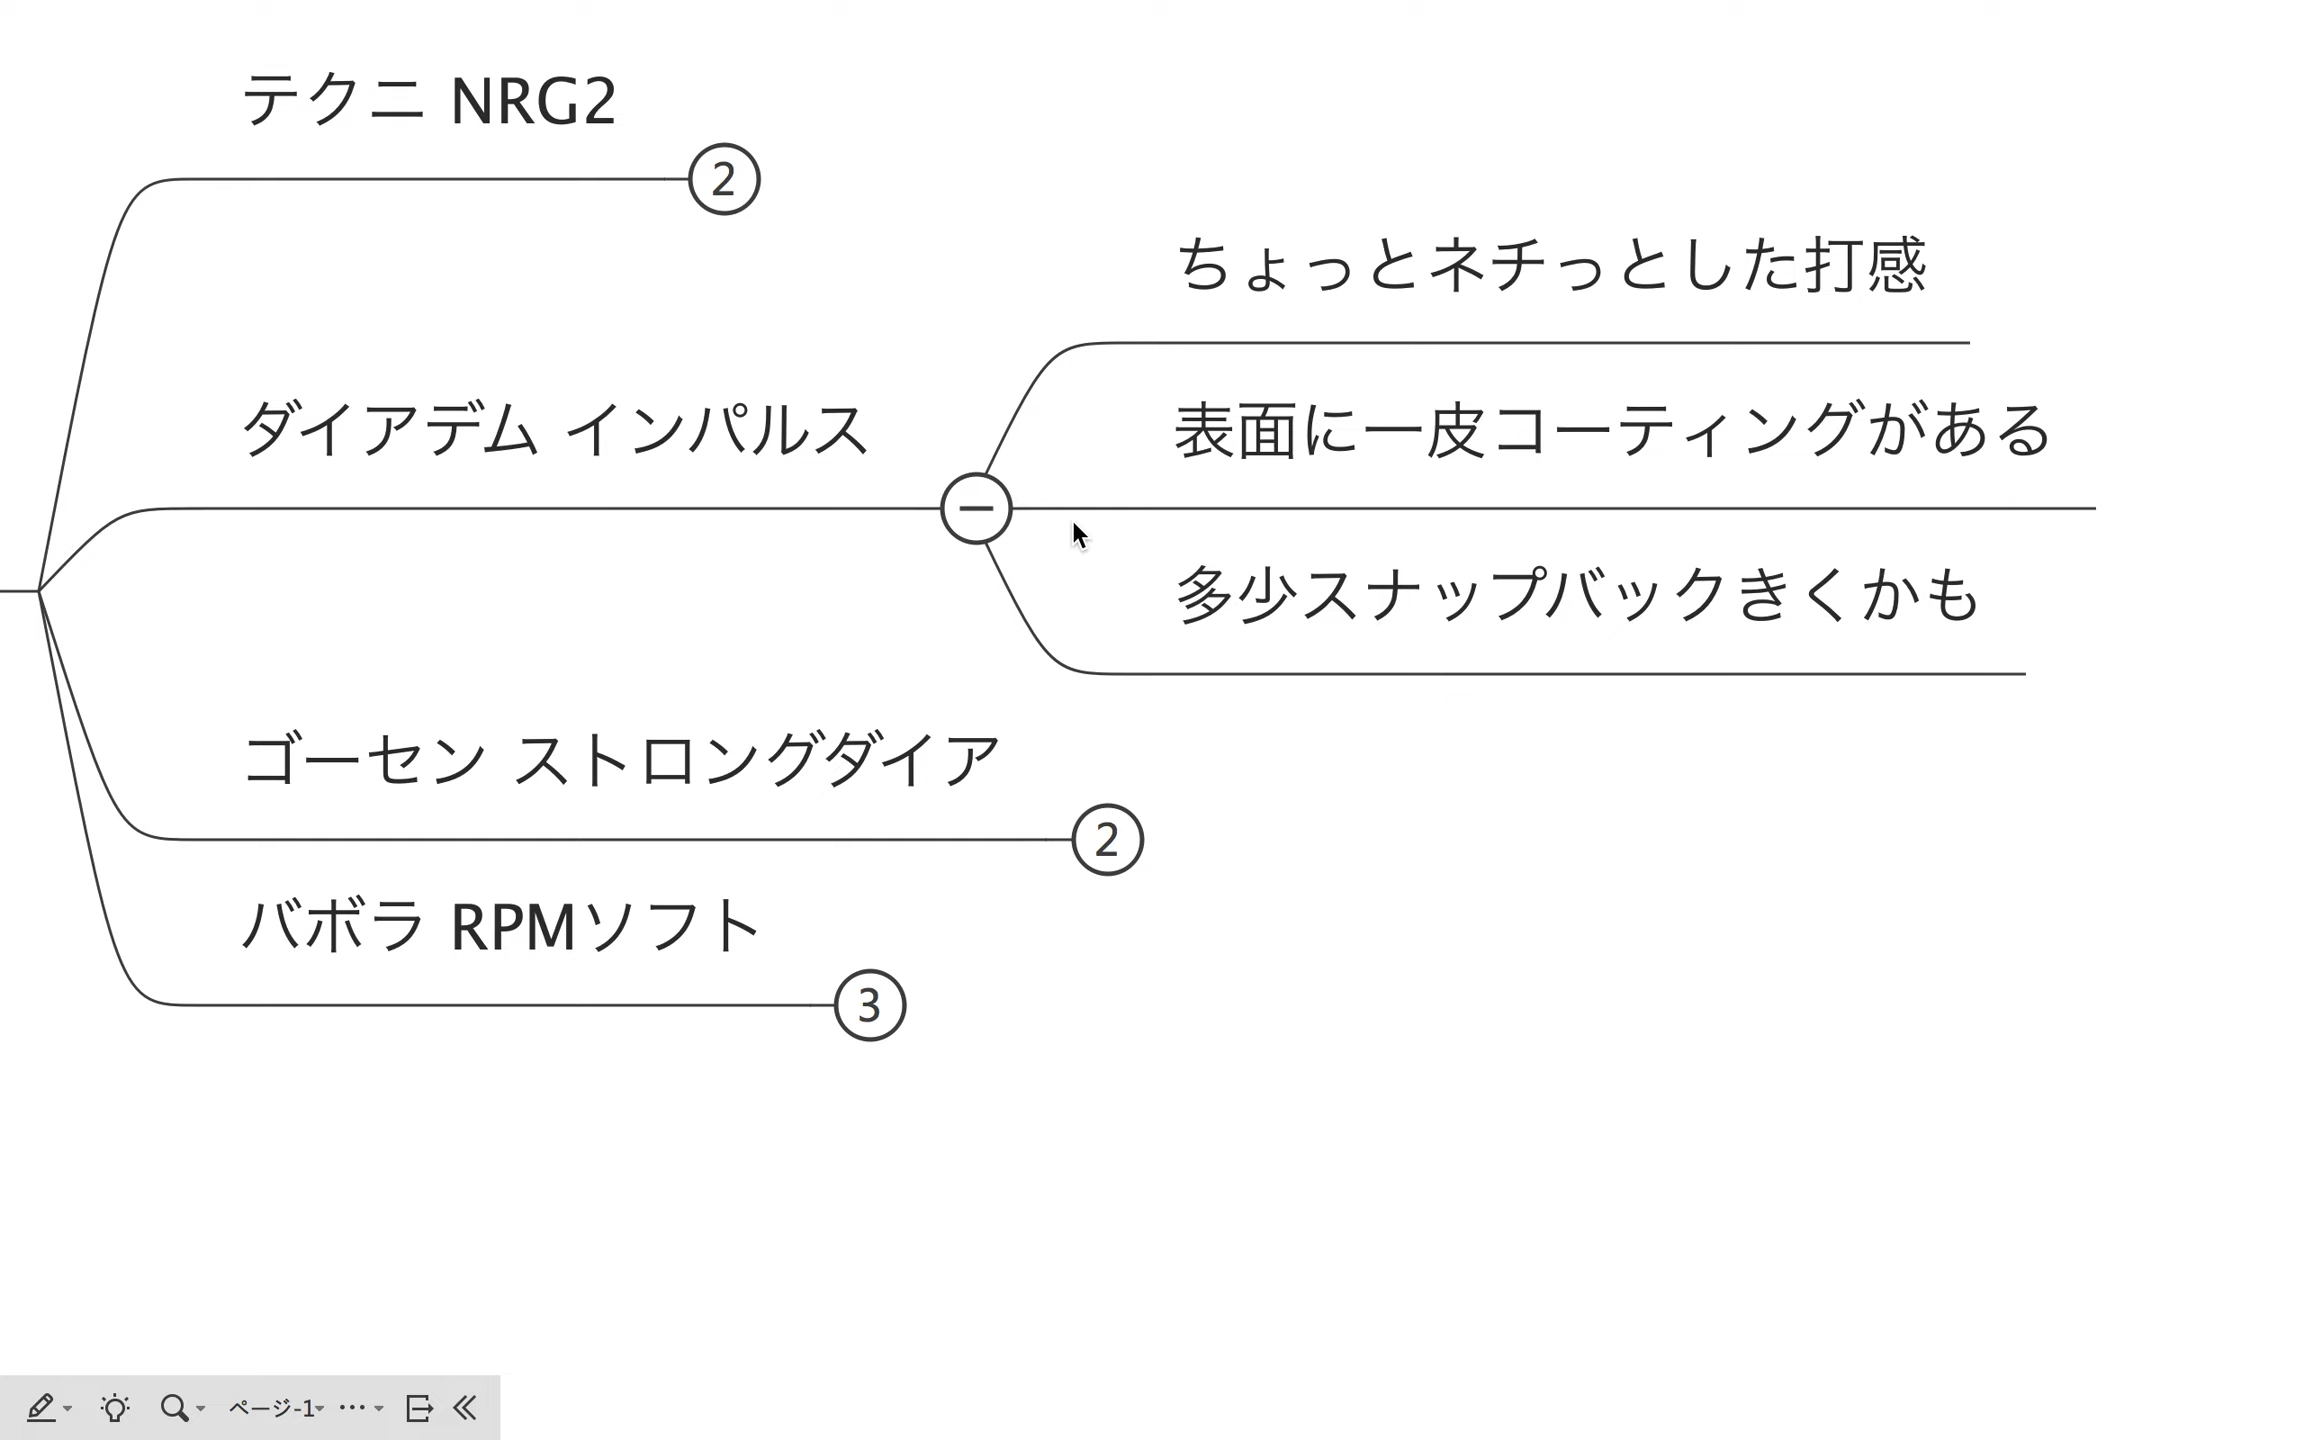 テクニ NRG2
2
ダイアデム インパルス
ちょっとネチっとした打感
表面に一皮コーティングがある
多少スナップバックきくかも
ゴーセン ストロングダイア
2
バボラ RPMソフト
3
ページ-1